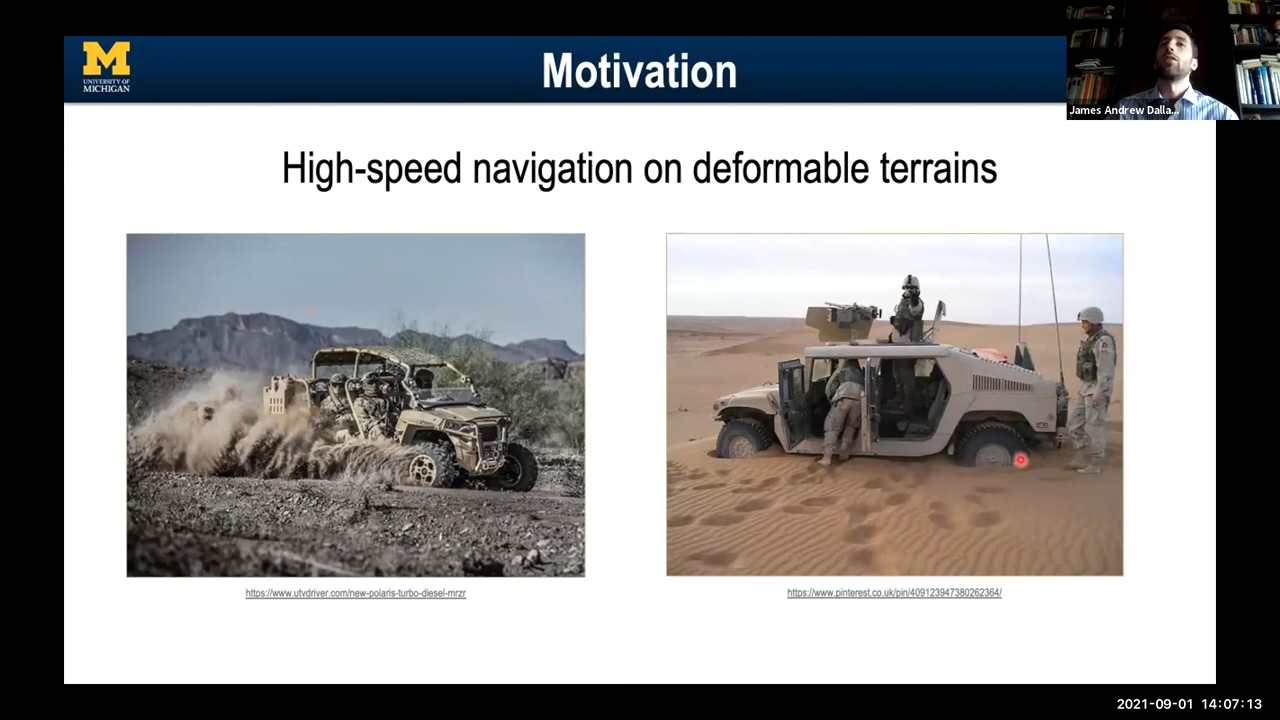 M
UNIVERSITY OF
MICHIGAN
Motivation
James Andrew Dalla...
High-speed navigation on deformable terrains
https://www.utvdriver.com/new-polaris-turbo-diesel-mrzr
https://www.pinterest.co.uk/pin/409123947380262364/
2021-09-01 14:07:13